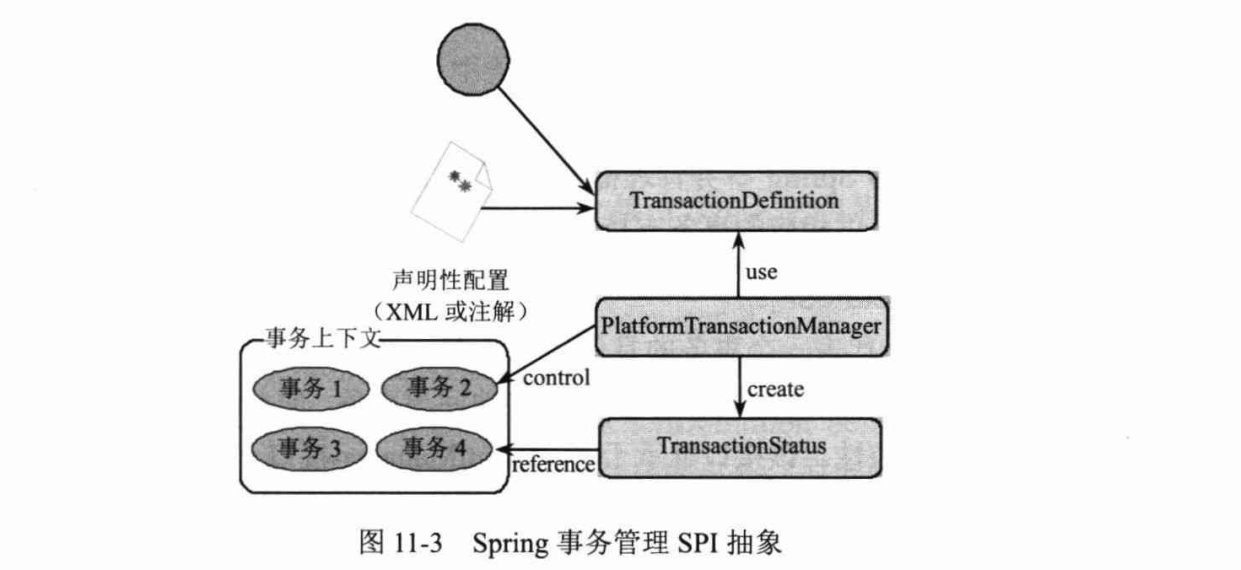 TransactionDefinition
use
声明性配置
（XML 或注解）
PlatformTransactionManager
事务上下文
control
事务 1
事务 2
create
事务 3
事务 4
reference
TransactionStatus
图 11-3 Spring 事务管理 SPI 抽象